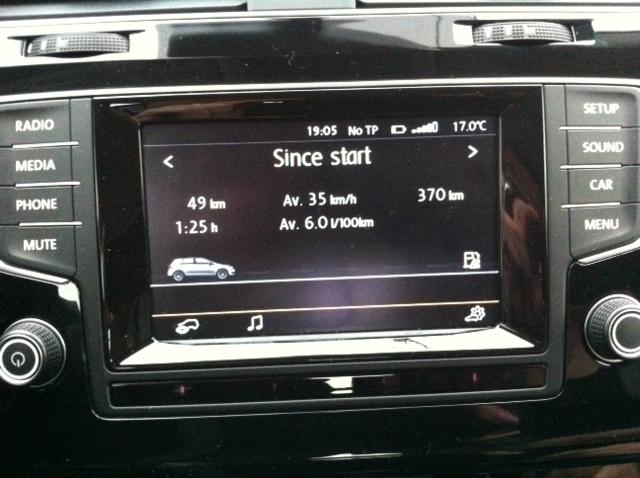 RADIO
MEDIA
PHONE
MUTE
19:05 No TP 17.0°C
< Since start >
49 km Av. 35 km/h 370 km
1:25 h Av. 6.0 l/100km
SETUP
SOUND
CAR
MENU